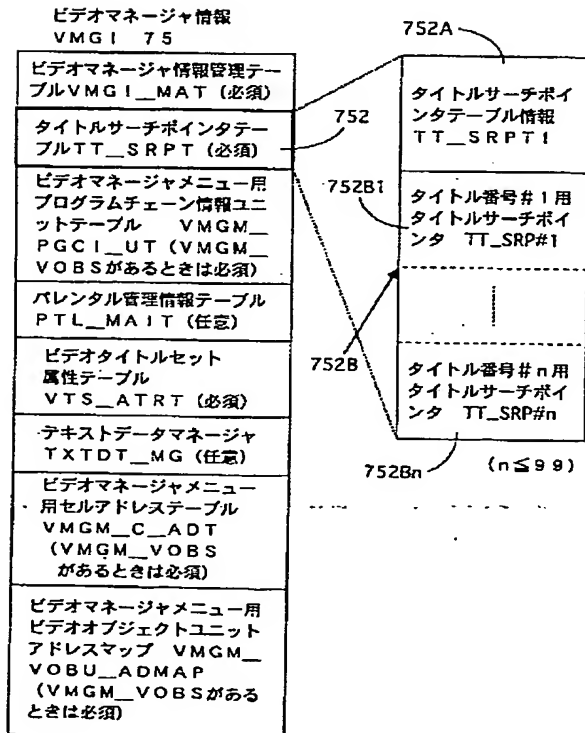 ビデオマネージャ情報
VMGI 75
ビデオマネージャ情報管理テー
ブルVMGI__MAT(必須)
タイトルサーチポインタテー
ブルTT__SRPT(必須)
ビデオマネージャメニュー用
プログラムチェーン情報ユニ
ットテーブル VMGM__
PGCI_UT(VMGM_
VOBSがあるときは必須)
パレンタル管理情報テーブル
PTL_MAIT(任意)
ビデオタイトルセット
属性テーブル
VTS_ATRT(必須)
テキストデータマネージャ
TXTDT_MG(任意)
ビデオマネージャメニュー
用セルアドレステーブル
VMGM__C__ADT
(VMGM__VOBS
があるときは必須)
ビデオマネージャメニュー用
ビデオオブジェクトユニット
アドレスマップ VMGM__
VOBU__ADMAP
(VMGM_VOBSがある
ときは必須)
752
752A
タイトルサーチポイ
ンタテーブル情報
TT_SRPTI
752B1
タイトル番号#1用
タイトルサーチポイ
ンタ TT_SRP#1
752B
タイトル番号#n用
タイトルサーチポイ
ンタ TT_SRP#n
752Bn
(n≦99)